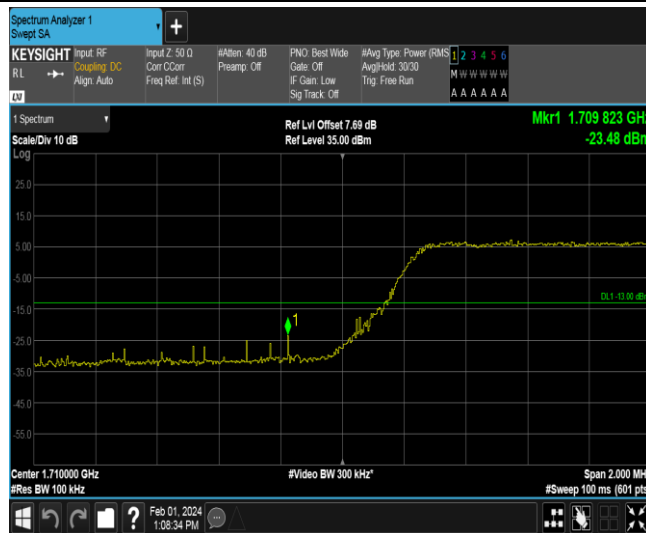 Spectrum Analyzer 1
Swept SA
KEYSIGHT
RL
LXI
Input: RF
Coupling: DC
Align: Auto
Input Z: 50 Ω
Corr CCorr
Freq Ref: Int (S)
#Atten: 40 dB
Preamp: Off
PNO: Best Wide
Gate: Off
IF Gain: Low
Sig Track: Off
#Avg Type: Power (RMS
Avg|Hold: 30/30
Trig: Free Run
1 2 3 4 5 6
M W W W W W
A A A A A A
1 Spectrum
Scale/Div 10 dB
Log
Ref Lvl Offset 7.69 dB
Ref Level 35.00 dBm
Mkr1 1.709 823 GH
-23.48 dBm
25.0
15.0
5.00
-5.00
-15.0
-25.0
-35.0
-45.0
-55.0
DL1 -13.00 dB
1
Center 1.710000 GHz
#Res BW 100 kHz
#Video BW 300 kHz*
Span 2.000 MH
#Sweep 100 ms (601 pts
?
Feb 01, 2024
1:08:34 PM